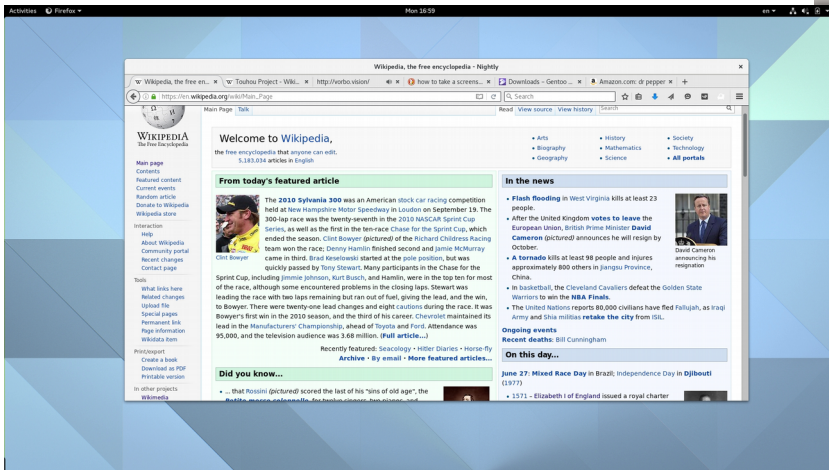 Activities Firefox Mon 16:59 en
Wikipedia, the free encyclopedia - Nightly
Wikipedia, the free en... Touhou Project - Wiki... http://vorbo.vision/ how to take a screens... Downloads – Gentoo ... Amazon.com: dr pepper
https://en.wikipedia.org/wiki/Main_Page Search
Main Page Talk Read View source View history Search
WIKIPEDIA
The Free Encyclopedia
Main page
Contents
Featured content
Current events
Random article
Donate to Wikipedia
Wikipedia store
Interaction
Help
About Wikipedia
Community portal
Recent changes
Contact page
Tools
What links here
Related changes
Upload file
Special pages
Permanent link
Page information
Wikidata item
Print/export
Create a book
Download as PDF
Printable version
In other projects
Wikimedia
Welcome to Wikipedia,
the free encyclopedia that anyone can edit.
5,183,034 articles in English
• Arts
• Biography
• Geography
• History
• Mathematics
• Science
• Society
• Technology
• All portals
From today's featured article
Clint Bowyer
The 2010 Sylvania 300 was an American stock car racing competition
held at New Hampshire Motor Speedway in Loudon on September 19. The
300-lap race was the twenty-seventh in the 2010 NASCAR Sprint Cup
Series, as well as the first in the ten-race Chase for the Sprint Cup, which
ended the season. Clint Bowyer (pictured) of the Richard Childress Racing
team won the race; Denny Hamlin finished second and Jamie McMurray
came in third. Brad Keselowski started at the pole position, but was
quickly passed by Tony Stewart. Many participants in the Chase for the
Sprint Cup, including Jimmie Johnson, Kurt Busch, and Hamlin, were in the top ten for most
of the race, although some encountered problems in the closing laps. Stewart was
leading the race with two laps remaining but ran out of fuel, giving the lead, and the win,
to Bowyer. There were twenty-one lead changes and eight cautions during the race. It was
Bowyer's first win in the 2010 season, and the third of his career. Chevrolet maintained its
lead in the Manufacturers' Championship, ahead of Toyota and Ford. Attendance was
95,000, and the television audience was 3.68 million. (Full article...)
Recently featured: Seacology • Hitler Diaries • Horse-fly
Archive • By email • More featured articles...
Did you know...
• ... that Rossini (pictured) scored the last of his "sins of old age", the
Petite messe solennelle, for twelve singers, two pianos, and
In the news
• Flash flooding in West Virginia kills at least 23
people.
• After the United Kingdom votes to leave the
European Union, British Prime Minister David
Cameron (pictured) announces he will resign by
October.
• A tornado kills at least 98 people and injures
approximately 800 others in Jiangsu Province,
China.
• In basketball, the Cleveland Cavaliers defeat the Golden State
Warriors to win the NBA Finals.
• The United Nations reports 80,000 civilians have fled Fallujah, as Iraqi
Army and Shia militias retake the city from ISIL.
David Cameron
announcing his
resignation
Ongoing events
Recent deaths: Bill Cunningham
On this day...
June 27: Mixed Race Day in Brazil; Independence Day in Djibouti
(1977)
• 1571 – Elizabeth I of England issued a royal charter